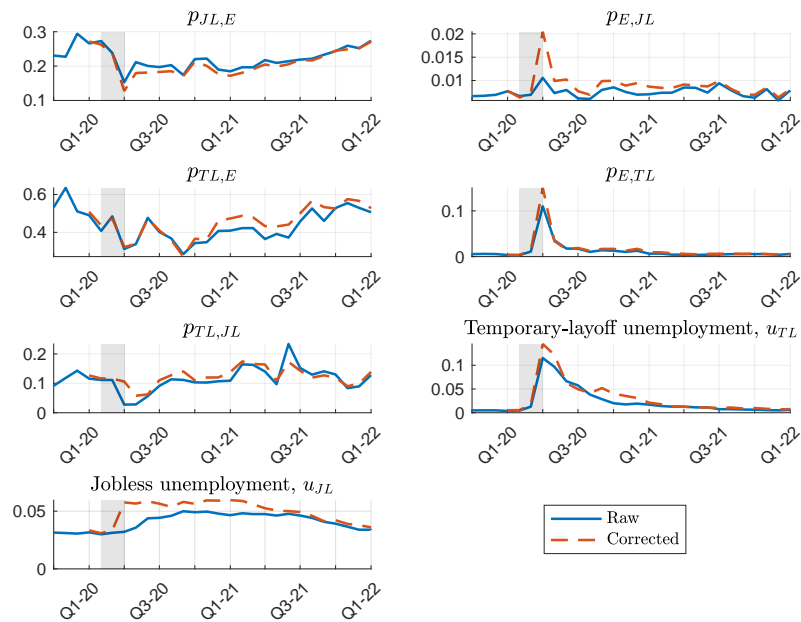 p_{JL,E}
0.3
0.2
0.1
Q1-20
Q3-20
Q1-21
Q3-21
Q1-22
p_{E,JL}
0.02
0.015
0.01
Q1-20
Q3-20
Q1-21
Q3-21
Q1-22
p_{TL,E}
0.6
0.4
Q1-20
Q3-20
Q1-21
Q3-21
Q1-22
p_{E,TL}
0.1
0
Q1-20
Q3-20
Q1-21
Q3-21
Q1-22
p_{TL,JL}
0.2
0.1
0
Q1-20
Q3-20
Q1-21
Q3-21
Q1-22
Temporary-layoff unemployment, u_{TL}
0.1
0.05
0
Q1-20
Q3-20
Q1-21
Q3-21
Q1-22
Jobless unemployment, u_{JL}
0.05
0
Q1-20
Q3-20
Q1-21
Q3-21
Q1-22
Raw
Corrected